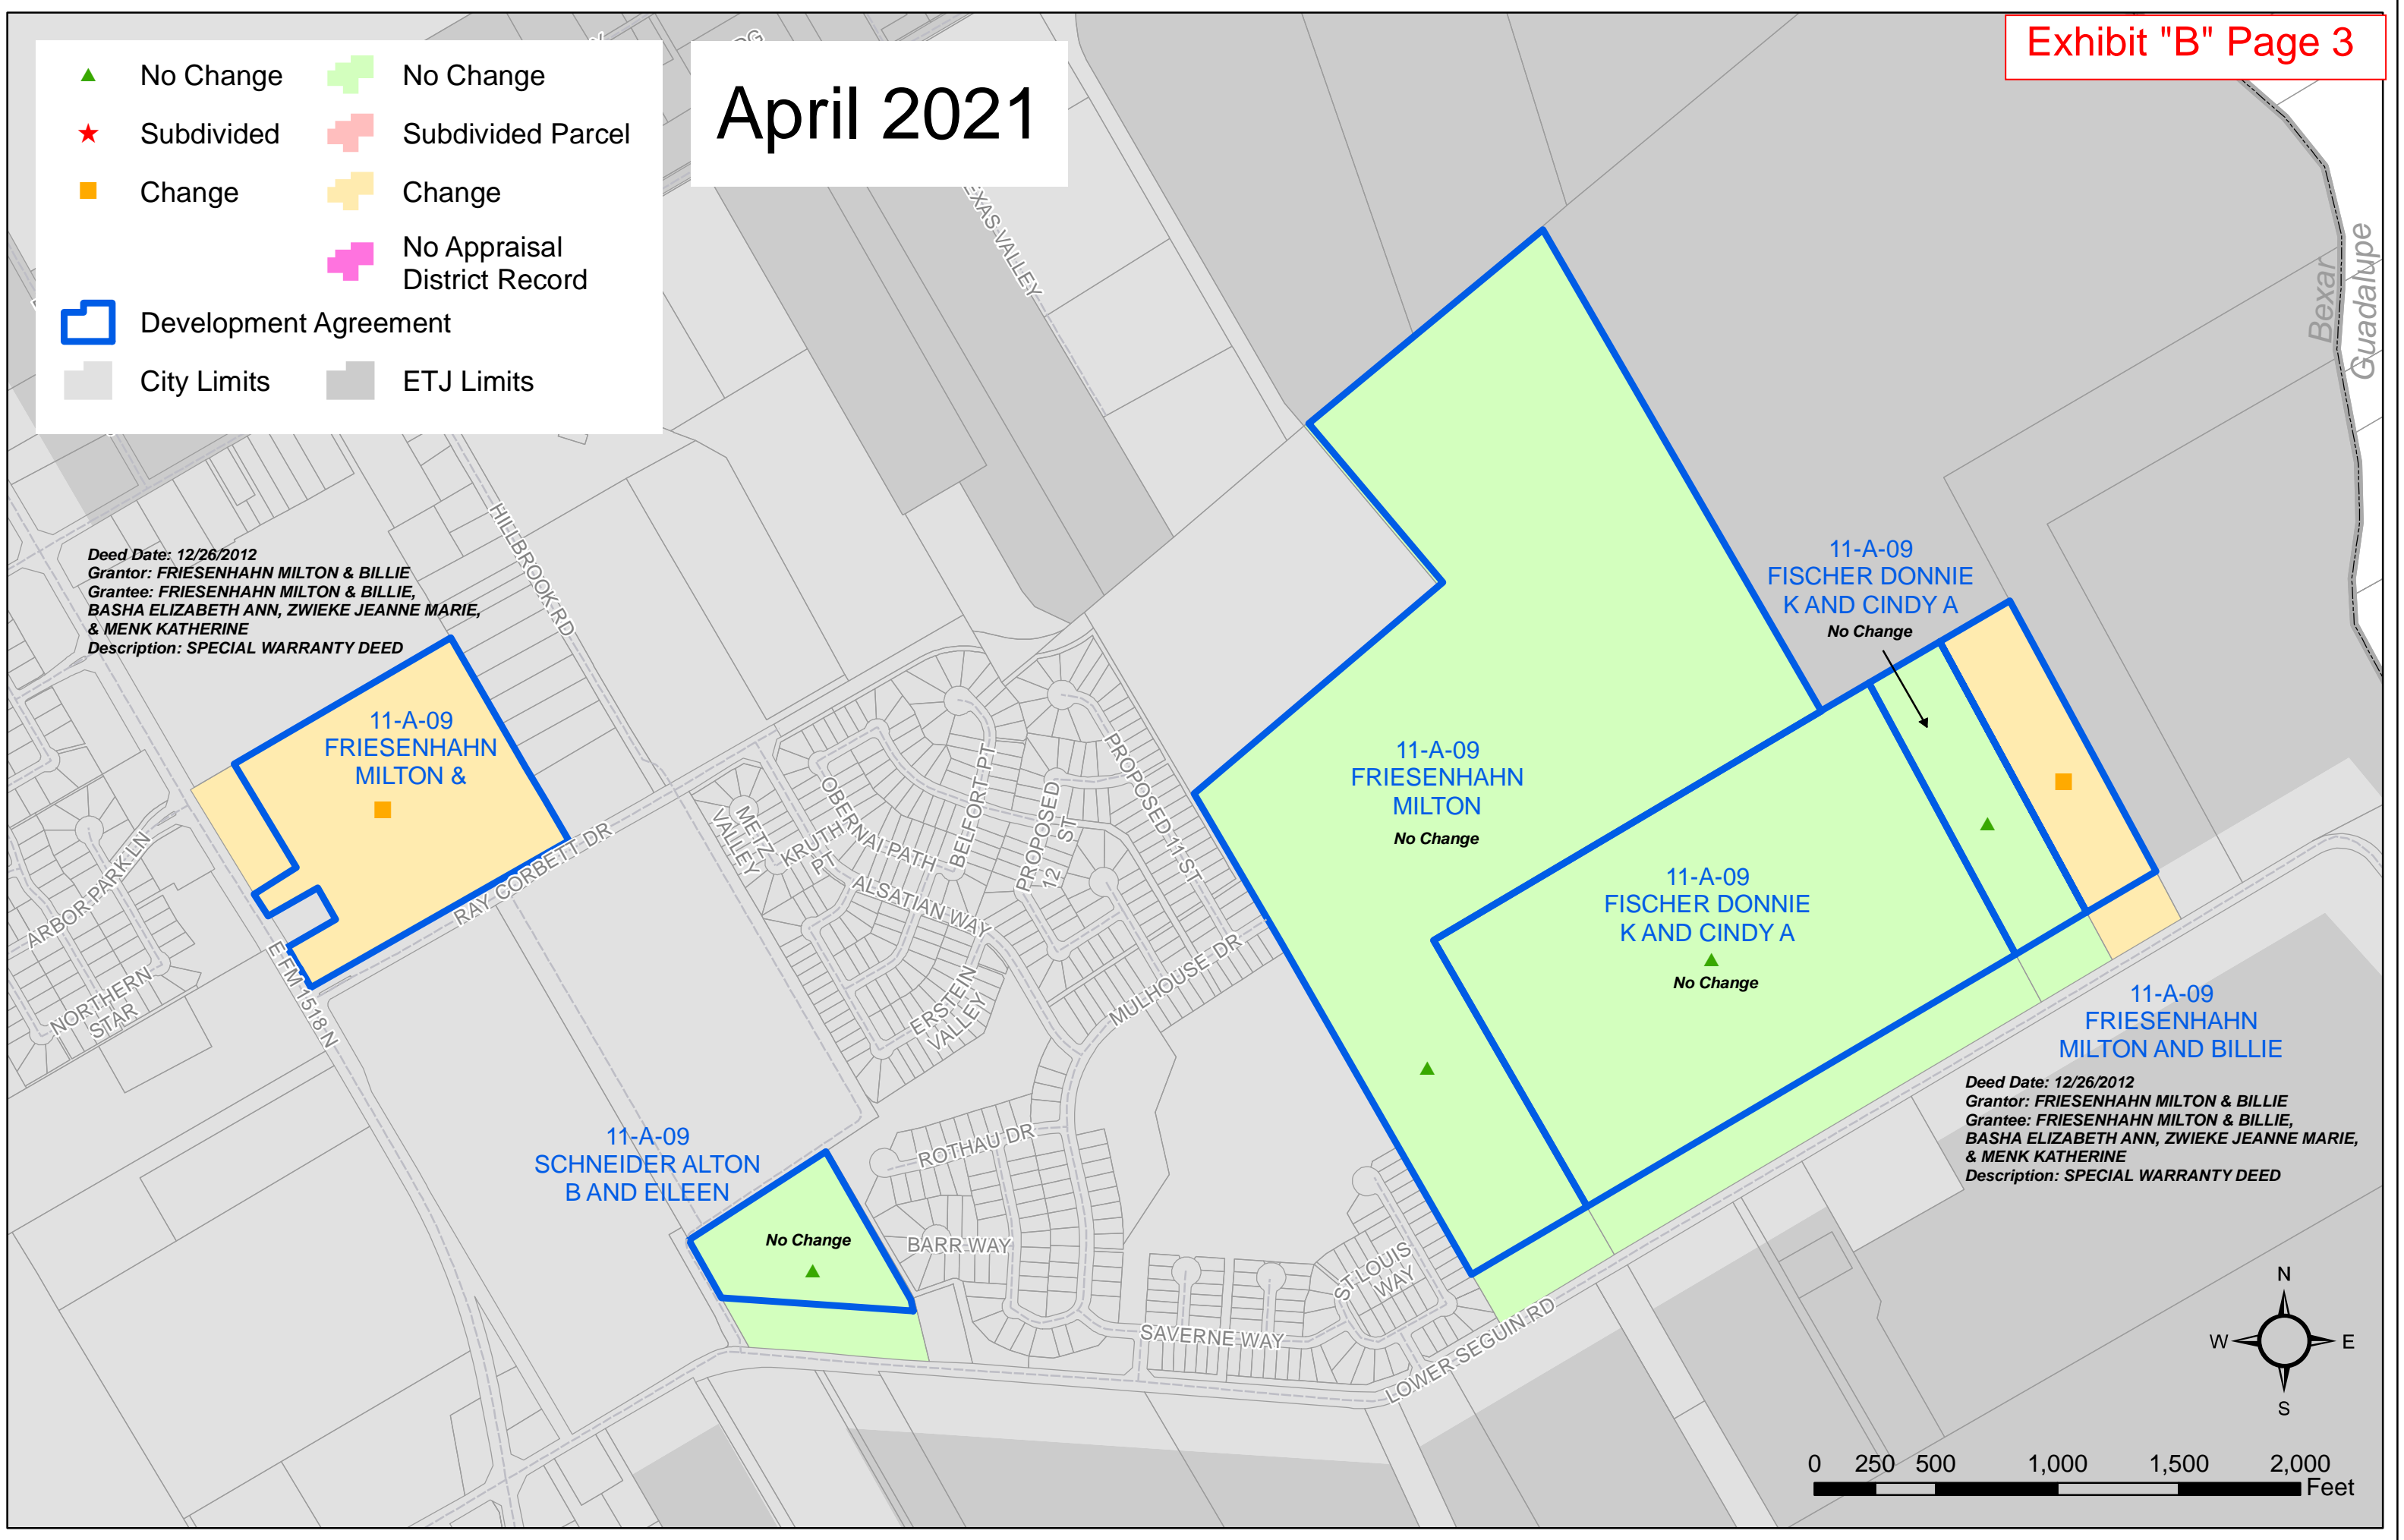 Exhibit "B" Page 3
April 2021
No Change
No Change
Subdivided
Subdivided Parcel
Change
Change
No Appraisal
District Record
Development Agreement
City Limits
ETJ Limits
EXAS VALLEY
Bexar
Guadalupe
HILLBROOK RD
Deed Date: 12/26/2012
Grantor: FRIESENHAHN MILTON & BILLIE
Grantee: FRIESENHAHN MILTON & BILLIE,
BASHA ELIZABETH ANN, ZWIEKE JEANNE MARIE,
& MENK KATHERINE
Description: SPECIAL WARRANTY DEED
11-A-09
FRIESENHAHN
MILTON &
11-A-09
FISCHER DONNIE
K AND CINDY A
No Change
11-A-09
FRIESENHAHN
MILTON
No Change
11-A-09
FISCHER DONNIE
K AND CINDY A
No Change
RAY CORBETT DR
ARBOR PARK LN
NORTHERN
STAR
E FM 1518 N
METZ
VALLEY
KRUTH
PT
OBERNAI PATH
BELFORT PT
PROPOSED
12 ST
PROPOSED 11 ST
ALSATIAN WAY
ERSTEIN
VALLEY
MULHOUSE DR
11-A-09
FRIESENHAHN
MILTON AND BILLIE
Deed Date: 12/26/2012
Grantor: FRIESENHAHN MILTON & BILLIE
Grantee: FRIESENHAHN MILTON & BILLIE,
BASHA ELIZABETH ANN, ZWIEKE JEANNE MARIE,
& MENK KATHERINE
Description: SPECIAL WARRANTY DEED
11-A-09
SCHNEIDER ALTON
B AND EILEEN
No Change
ROTHAU DR
BARR WAY
ST LOUIS
WAY
SAVERNE WAY
LOWER SEGUIN RD
N
W
E
S
0 250 500 1,000 1,500 2,000
Feet